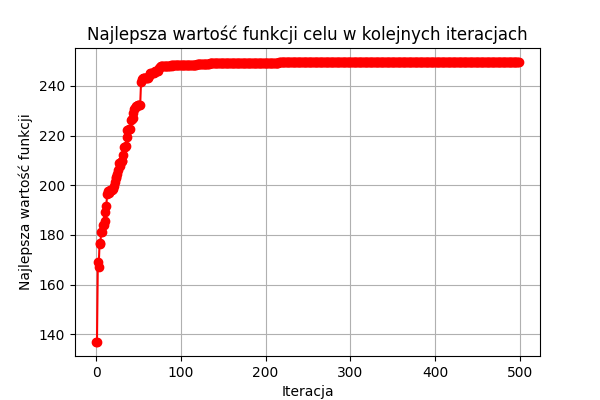 Najlepsza wartość funkcji celu w kolejnych iteracjach
Najlepsza wartość funkcji
240
220
200
180
160
140
0 100 200 300 400 500
Iteracja